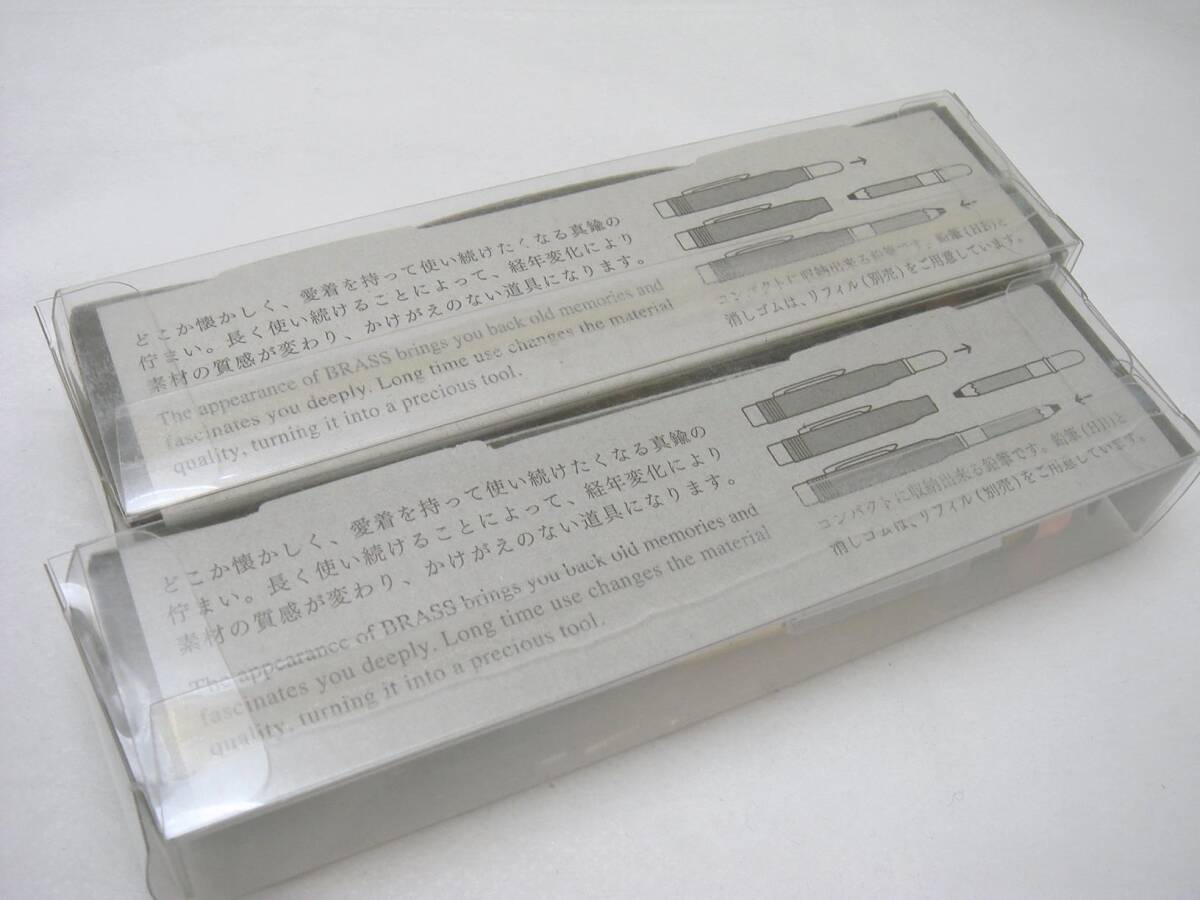 どこか懐かしく、愛着を持って使い続けたくなる真鍮の
佇まい。長く使い続けることによって、経年変化により
素材の質感が変わり、かけがえのない道具になります。
The appearance of BRASS brings you back old memories and
fascinates you deeply. Long time use changes the material
quality, turning it into a precious tool.
コンパクトに収納出来る鉛筆です。鉛筆(HB)と
消しゴムは、リフィル(別売)をご用意しています。
どこか懐かしく、愛着を持って使い続けたくなる真鍮の
佇まい。長く使い続けることによって、経年変化により
素材の質感が変わり、かけがえのない道具になります。
The appearance of BRASS brings you back old memories and
fascinates you deeply. Long time use changes the material
quality, turning it into a precious tool.
コンパクトに収納出来る鉛筆です。鉛筆(HB)と
消しゴムは、リフィル(別売)をご用意しています。